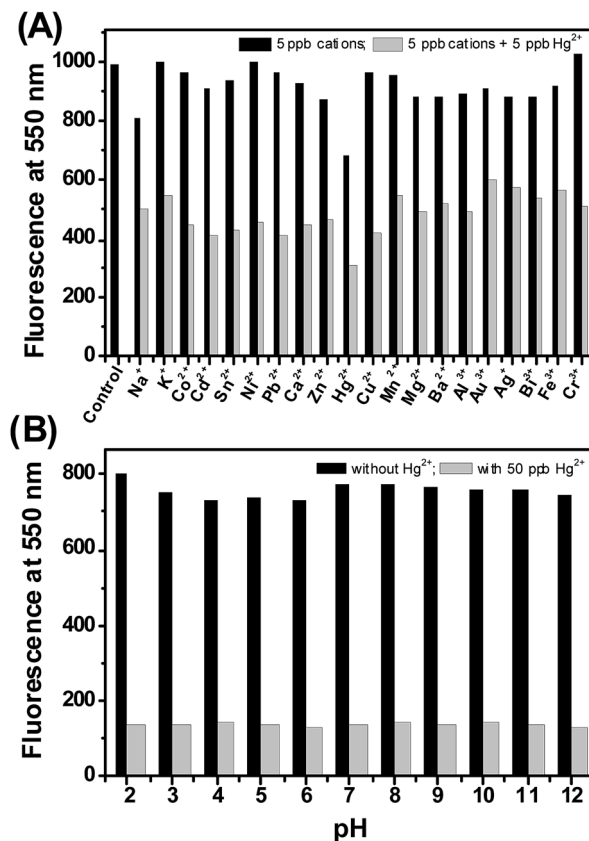 (A)
5 ppb cations; 5 ppb cations + 5 ppb Hg²⁺
Fluorescence at 550 nm
1000
800
600
400
200
0
Control Na⁺ K⁺ Co²⁺ Cd²⁺ Sn²⁺ Ni²⁺ Pb²⁺ Ca²⁺ Zn²⁺ Hg²⁺ Cu²⁺ Mn²⁺ Mg²⁺ Ba²⁺ Al³⁺ Au³⁺ Ag⁺ Bi³⁺ Fe³⁺ Cr³⁺
(B)
without Hg²⁺; with 50 ppb Hg²⁺
Fluorescence at 550 nm
800
600
400
200
0
2 3 4 5 6 7 8 9 10 11 12
pH